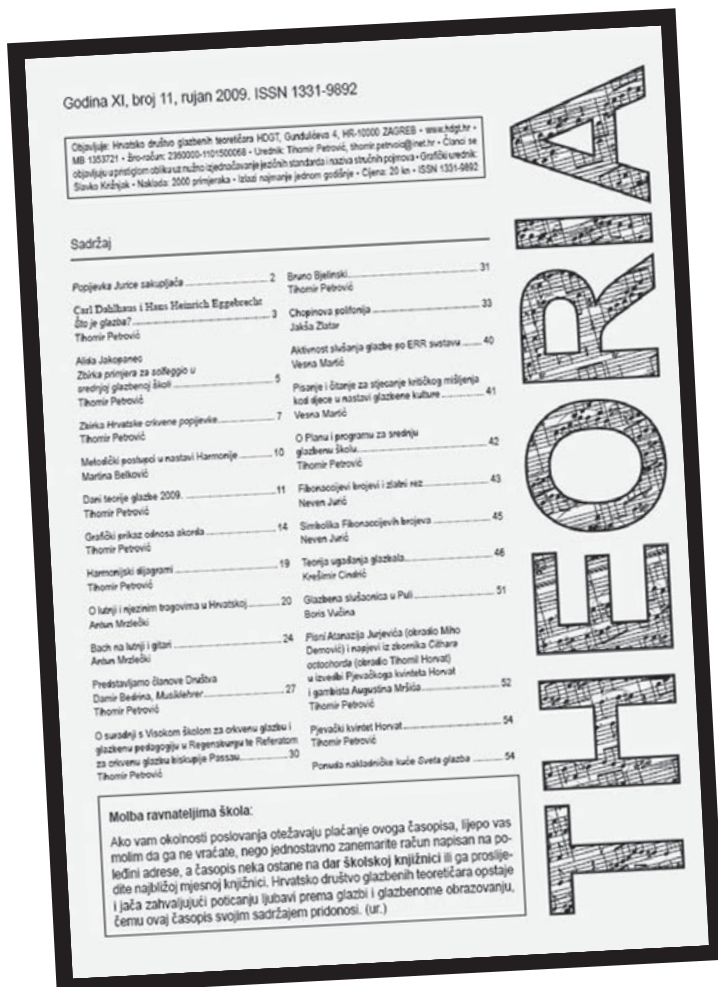 Godina XI, broj 11, rujan 2009. ISSN 1331-9892
Objavljuje: Hrvatsko društvo glazbenih teoretičara HDGT, Gundulićeva 4, HR-10000 ZAGREB • www.hdgt.hr •
MB 1353721 • žro-račun: 2360000-1101500068 • Urednik: Tihomir Petrović, • Članci se
objavljuju u pristiglom obliku uz nužno izjednačavanje jezičnih standarda i naziva stručnih pojmova • Grafički urednik:
Slavko Križnjak • Naklada: 2000 primjeraka • Izlazi najmanje jednom godišnje • Cijena: 20 kn • ISSN 1331-9892
Sadržaj
Popijevka Jurice zakupljača 2
Carl Dahlhaus i Hans Heinrich Eggebrecht
Što je glazba? 3
Tihomir Petrović
Alida Jakopanec
Zbirka primjera za solfeggio u
srednjoj glazbenoj školi 5
Tihomir Petrović
Zbirka Hrvatske crkvene popijevke 7
Tihomir Petrović
Metodički postupci u nastavi Harmonije 10
Martina Belković
Dani teorije glazbe 2009. 11
Tihomir Petrović
Grafički prikaz odnosa akorda 14
Tihomir Petrović
Harmonijski dijagrami 19
Tihomir Petrović
O lutnji i njezinim tragovima u Hrvatskoj 20
Antun Mrzlečki
Bach na lutnji i gitari 24
Antun Mrzlečki
Predstavljamo članove Društva
Damir Bedrina, Musiklehrer 27
Tihomir Petrović
O suradnji s Visokom školom za crkvenu glazbu i
glazbenu pedagogiju u Regensburgu te Referatom
za crkvenu glazbu biskupije Passau 30
Tihomir Petrović
Bruno Bjelinski 31
Tihomir Petrović
Chopinova polifonija 33
Jakša Zlatar
Aktivnost slušanja glazbe po ERR sustavu 40
Vesna Marić
Pisanje i čitanje za stjecanje kritičkog mišljenja
kod djece u nastavi glazbene kulture 41
Vesna Marić
O Planu i programu za srednju
glazbenu školu 42
Tihomir Petrović
Fibonaccijevi brojevi i zlatni rez 43
Neven Jurić
Simbolika Fibonaccijevih brojeva 45
Neven Jurić
Teorija ugađanja glazbala 46
Krešimir Cindrić
Glazbena slušaonica u Puli 51
Boris Vučina
Pisni Atanazija Jurjevića (obradio Miho
Demović) i napjevi iz zbornika Cithara
octochorda (obradio Tihomil Horvat)
u izvedbi Pjevačkoga kvinteta Horvat
i gambista Augustina Mršića 52
Tihomir Petrović
Pjevački kvintet Horvat 54
Tihomir Petrović
Ponuda nakladničke kuće Sveta glazba 54
Molba ravnateljima škola:
Ako vam okolnosti poslovanja otežavaju plaćanje ovoga časopisa, lijepo vas
molim da ga ne vraćate, nego jednostavno zanemarite račun napisan na po-
leđini adrese, a časopis neka ostane na dar školskoj knjižnici ili ga proslije-
dite najbližoj mjesnoj knjižnici. Hrvatsko društvo glazbenih teoretičara opstaje
i jača zahvaljujući poticanju ljubavi prema glazbi i glazbenome obrazovanju,
čemu ovaj časopis svojim sadržajem pridonosi. (ur.)
THEORIA